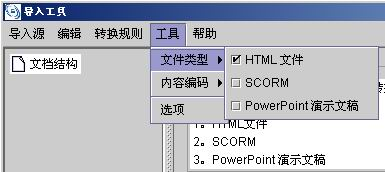 导入工具
导入源 编辑 转换规则 工具 帮助
文档结构
文件类型
内容编码
选项
HTML 文件
SCORM
PowerPoint 演示文稿
1。HTML文件
2。SCORM
3。PowerPoint 演示文稿